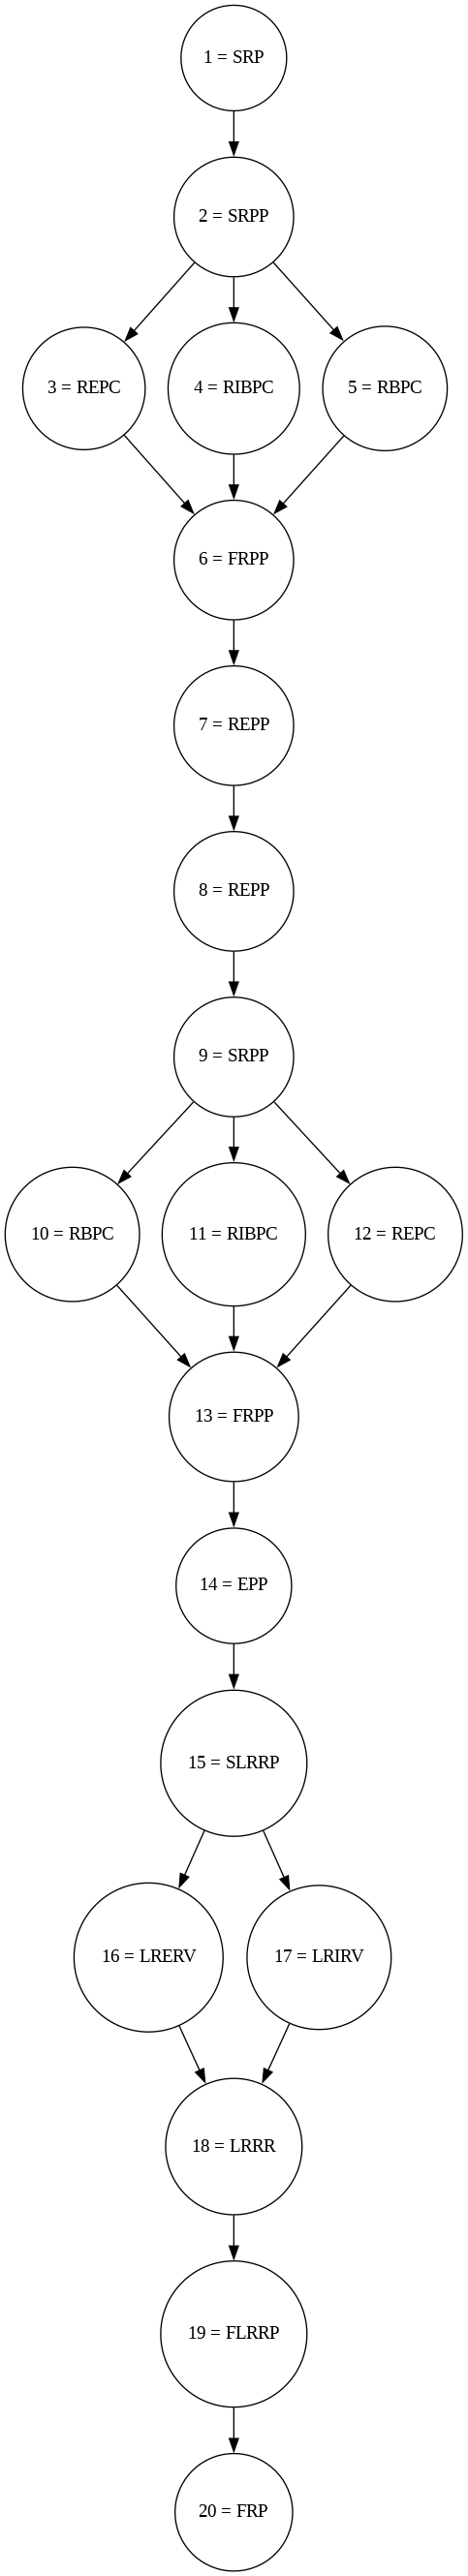 1 = SRP
2 = SRPP
3 = REPC
4 = RIBPC
5 = RBPC
6 = FRPP
7 = REPP
8 = REPP
9 = SRPP
10 = RBPC
11 = RIBPC
12 = REPC
13 = FRPP
14 = EPP
15 = SLRRP
16 = LRERV
17 = LRIRV
18 = LRRR
19 = FLRRP
20 = FRP